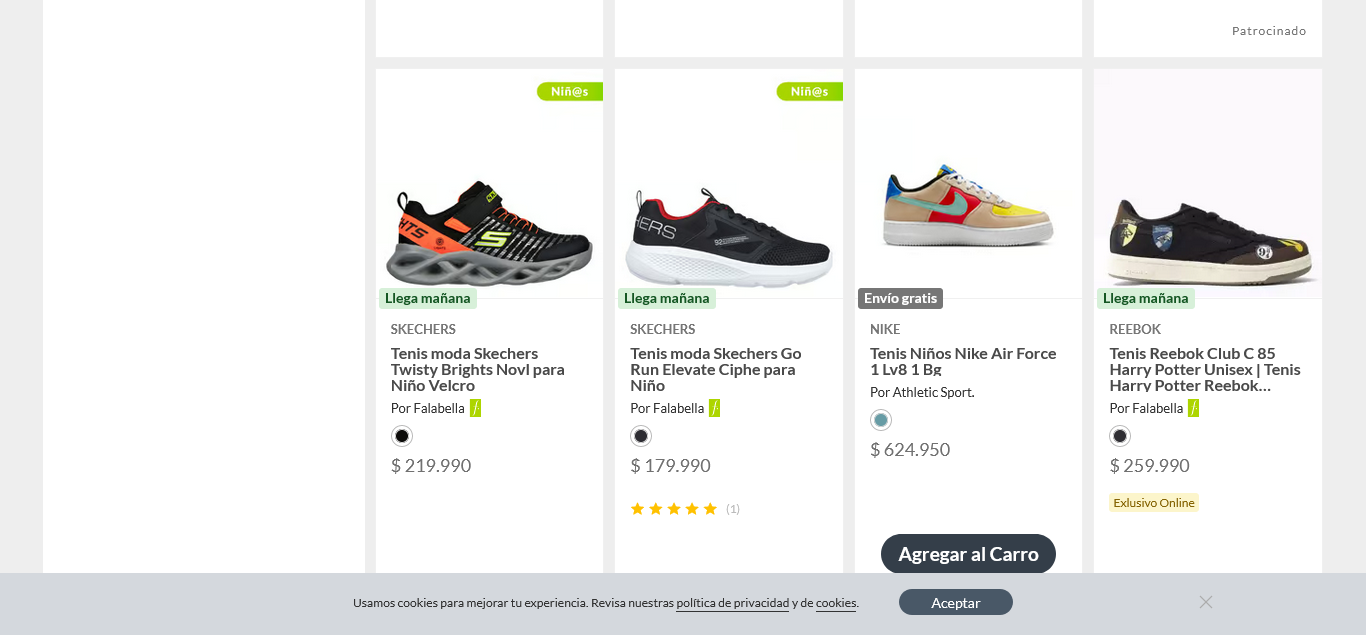 Patrocinado
Niñ@s
Llega mañana
SKECHERS
Tenis moda Skechers
Twisty Brights Novl para
Niño Velcro
Por Falabella
$ 219.990
Niñ@s
Llega mañana
SKECHERS
Tenis moda Skechers Go
Run Elevate Ciphe para
Niño
Por Falabella
$ 179.990
(1)
Envío gratis
NIKE
Tenis Niños Nike Air Force
1 Lv8 1 Bg
Por Athletic Sport.
$ 624.950
Agregar al Carro
Llega mañana
REEBOK
Tenis Reebok Club C 85
Harry Potter Unisex | Tenis
Harry Potter Reebok...
Por Falabella
$ 259.990
Exlusivo Online
Usamos cookies para mejorar tu experiencia. Revisa nuestras política de privacidad y de cookies.
Aceptar